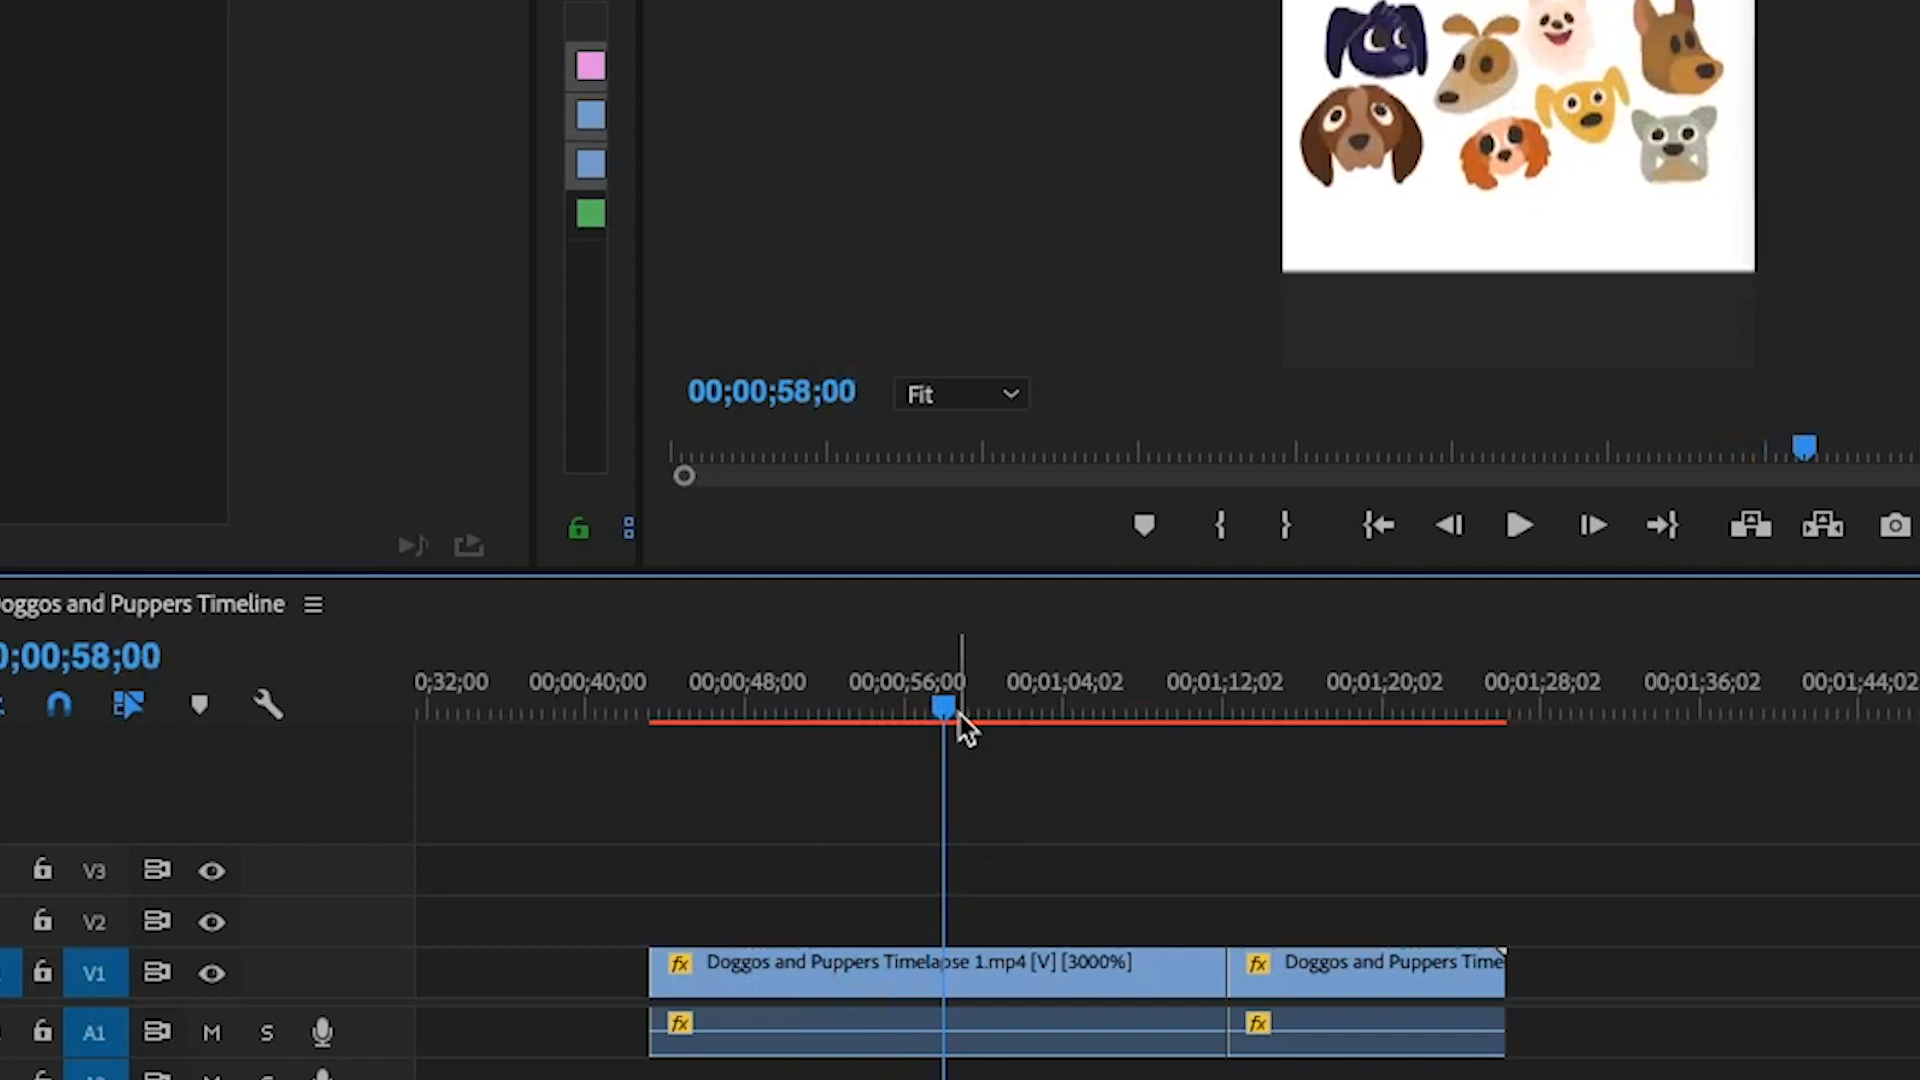 00;00;58;00 Fit
oggos and Puppers Timeline
0;00;58;00
0;32;00 00;00;40;00 00;00;48;00 00;00;56;00 00;01;04;02 00;01;12;02 00;01;20;02 00;01;28;02 00;01;36;02 00;01;44;02
V3
V2
V1 fx Doggos and Puppers Timelapse 1.mp4 [V] [3000%] fx Doggos and Puppers Time
A1 M S fx fx